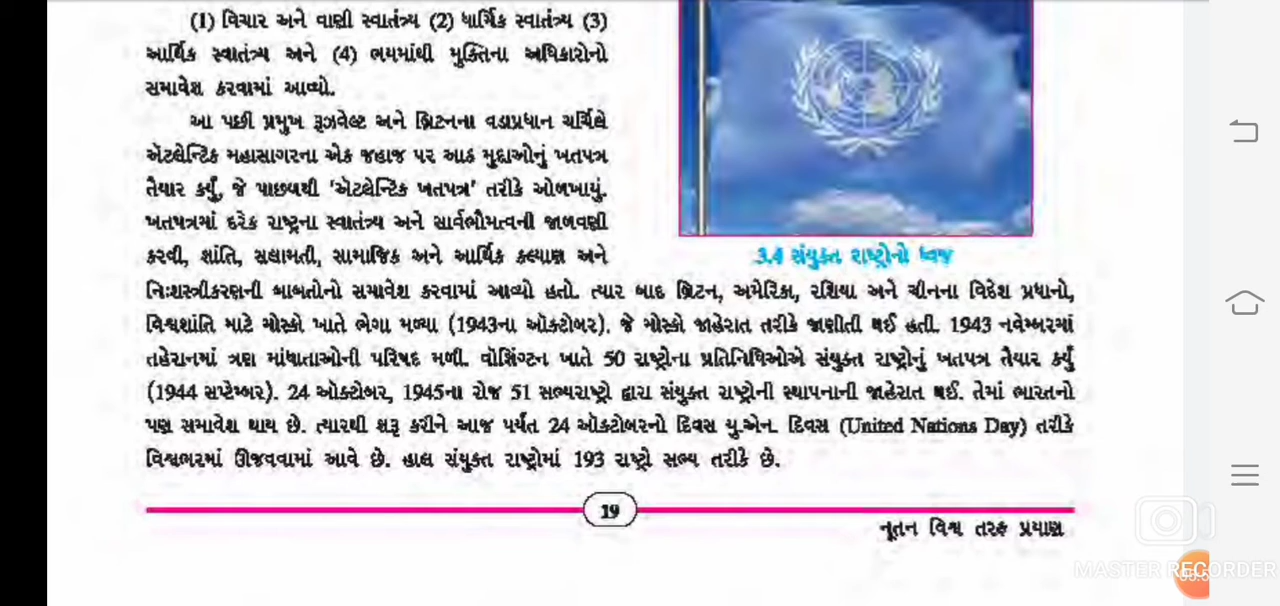 (1) વિચાર અને વાણી સ્વાતંત્ર્ય (2) ધાર્મિક સ્વાતંત્ર્ય (3)
આર્થિક સ્વાતંત્ર્ય અને (4) ભયમાંથી મુક્તિના અધિકારોનો
સમાવેશ કરવામાં આવ્યો.
આ પછી પ્રમુખ રૂઝવેલ્ટ અને બ્રિટનના વડાપ્રધાન ચર્ચિલે
ઍટલેન્ટિક મહાસાગરના એક જહાજ પર આઠ મુદ્દાઓનું ખતપત્ર
તૈયાર કર્યું, જે પાછળથી 'ઍટલેન્ટિક ખતપત્ર' તરીકે ઓળખાયું.
ખતપત્રમાં દરેક રાષ્ટ્રના સ્વાતંત્ર્ય અને સાર્વભૌમત્વની જાળવણી
કરવી, શાંતિ, સલામતી, સામાજિક અને આર્થિક કલ્યાણ અને
3.4 સંયુક્ત રાષ્ટ્રોનો ધ્વજ
નિઃશસ્ત્રીકરણની બાબતોનો સમાવેશ કરવામાં આવ્યો હતો. ત્યાર બાદ બ્રિટન, અમેરિકા, રશિયા અને ચીનના વિદેશ પ્રધાનો,
વિશ્વશાંતિ માટે મોસ્કો ખાતે ભેગા મળ્યા (1943ના ઑક્ટોબર). જે મોસ્કો જાહેરાત તરીકે જાણીતી થઈ હતી. 1943 નવેમ્બરમાં
તહેરાનમાં ત્રણ માંધાતાઓની પરિષદ મળી. વૉશિંગ્ટન ખાતે 50 રાષ્ટ્રોના પ્રતિનિધિઓએ સંયુક્ત રાષ્ટ્રોનું ખતપત્ર તૈયાર કર્યું
(1944 સપ્ટેમ્બર). 24 ઑક્ટોબર, 1945ના રોજ 51 સભ્યરાષ્ટ્રો દ્વારા સંયુક્ત રાષ્ટ્રોની સ્થાપનાની જાહેરાત થઈ. તેમાં ભારતનો
પણ સમાવેશ થાય છે. ત્યારથી શરૂ કરીને આજ પર્યંત 24 ઑક્ટોબરનો દિવસ યુ.એન. દિવસ (United Nations Day) તરીકે
વિશ્વભરમાં ઊજવવામાં આવે છે. હાલ સંયુક્ત રાષ્ટ્રોમાં 193 રાષ્ટ્રો સભ્ય તરીકે છે.
19
નૂતન વિશ્વ તરફ પ્રયાણ
MASTER RECORDER